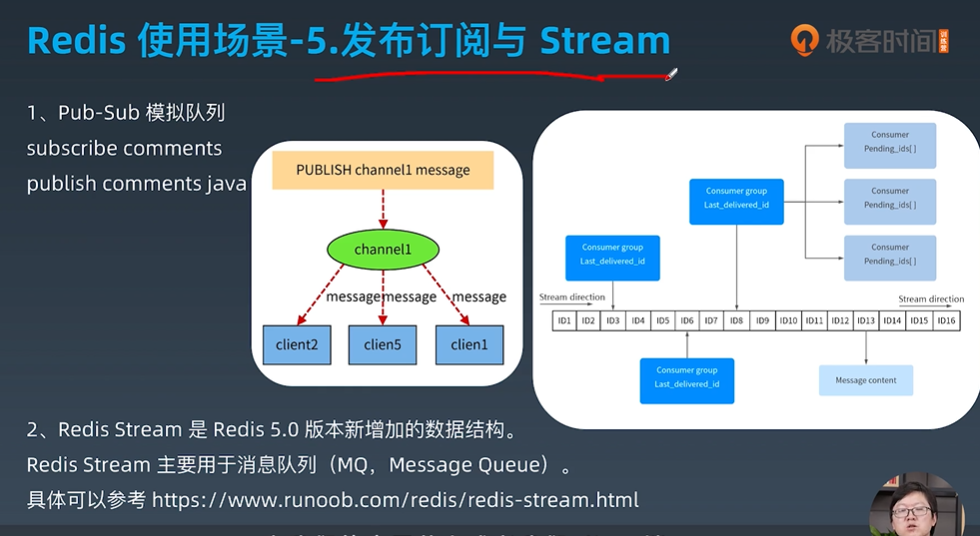 Redis 使用场景-5.发布订阅与 Stream
极客时间
训练营
1、Pub-Sub 模拟队列
subscribe comments
publish comments java
PUBLISH channel1 message
channel1
message
message
message
client2
clien5
clien1
Consumer
Pending_ids[ ]
Consumer group
Last_delivered_id
Consumer
Pending_ids[ ]
Consumer group
Last_delivered_id
Consumer
Pending_ids[ ]
Stream direction
Stream direction
ID1 ID2 ID3 ID4 ID5 ID6 ID7 ID8 ID9 ID10 ID11 ID12 ID13 ID14 ID15 ID16
Consumer group
Last_delivered_id
Message content
2、Redis Stream 是 Redis 5.0 版本新增加的数据结构。
Redis Stream 主要用于消息队列（MQ，Message Queue）。
具体可以参考 https://www.runoob.com/redis/redis-stream.html